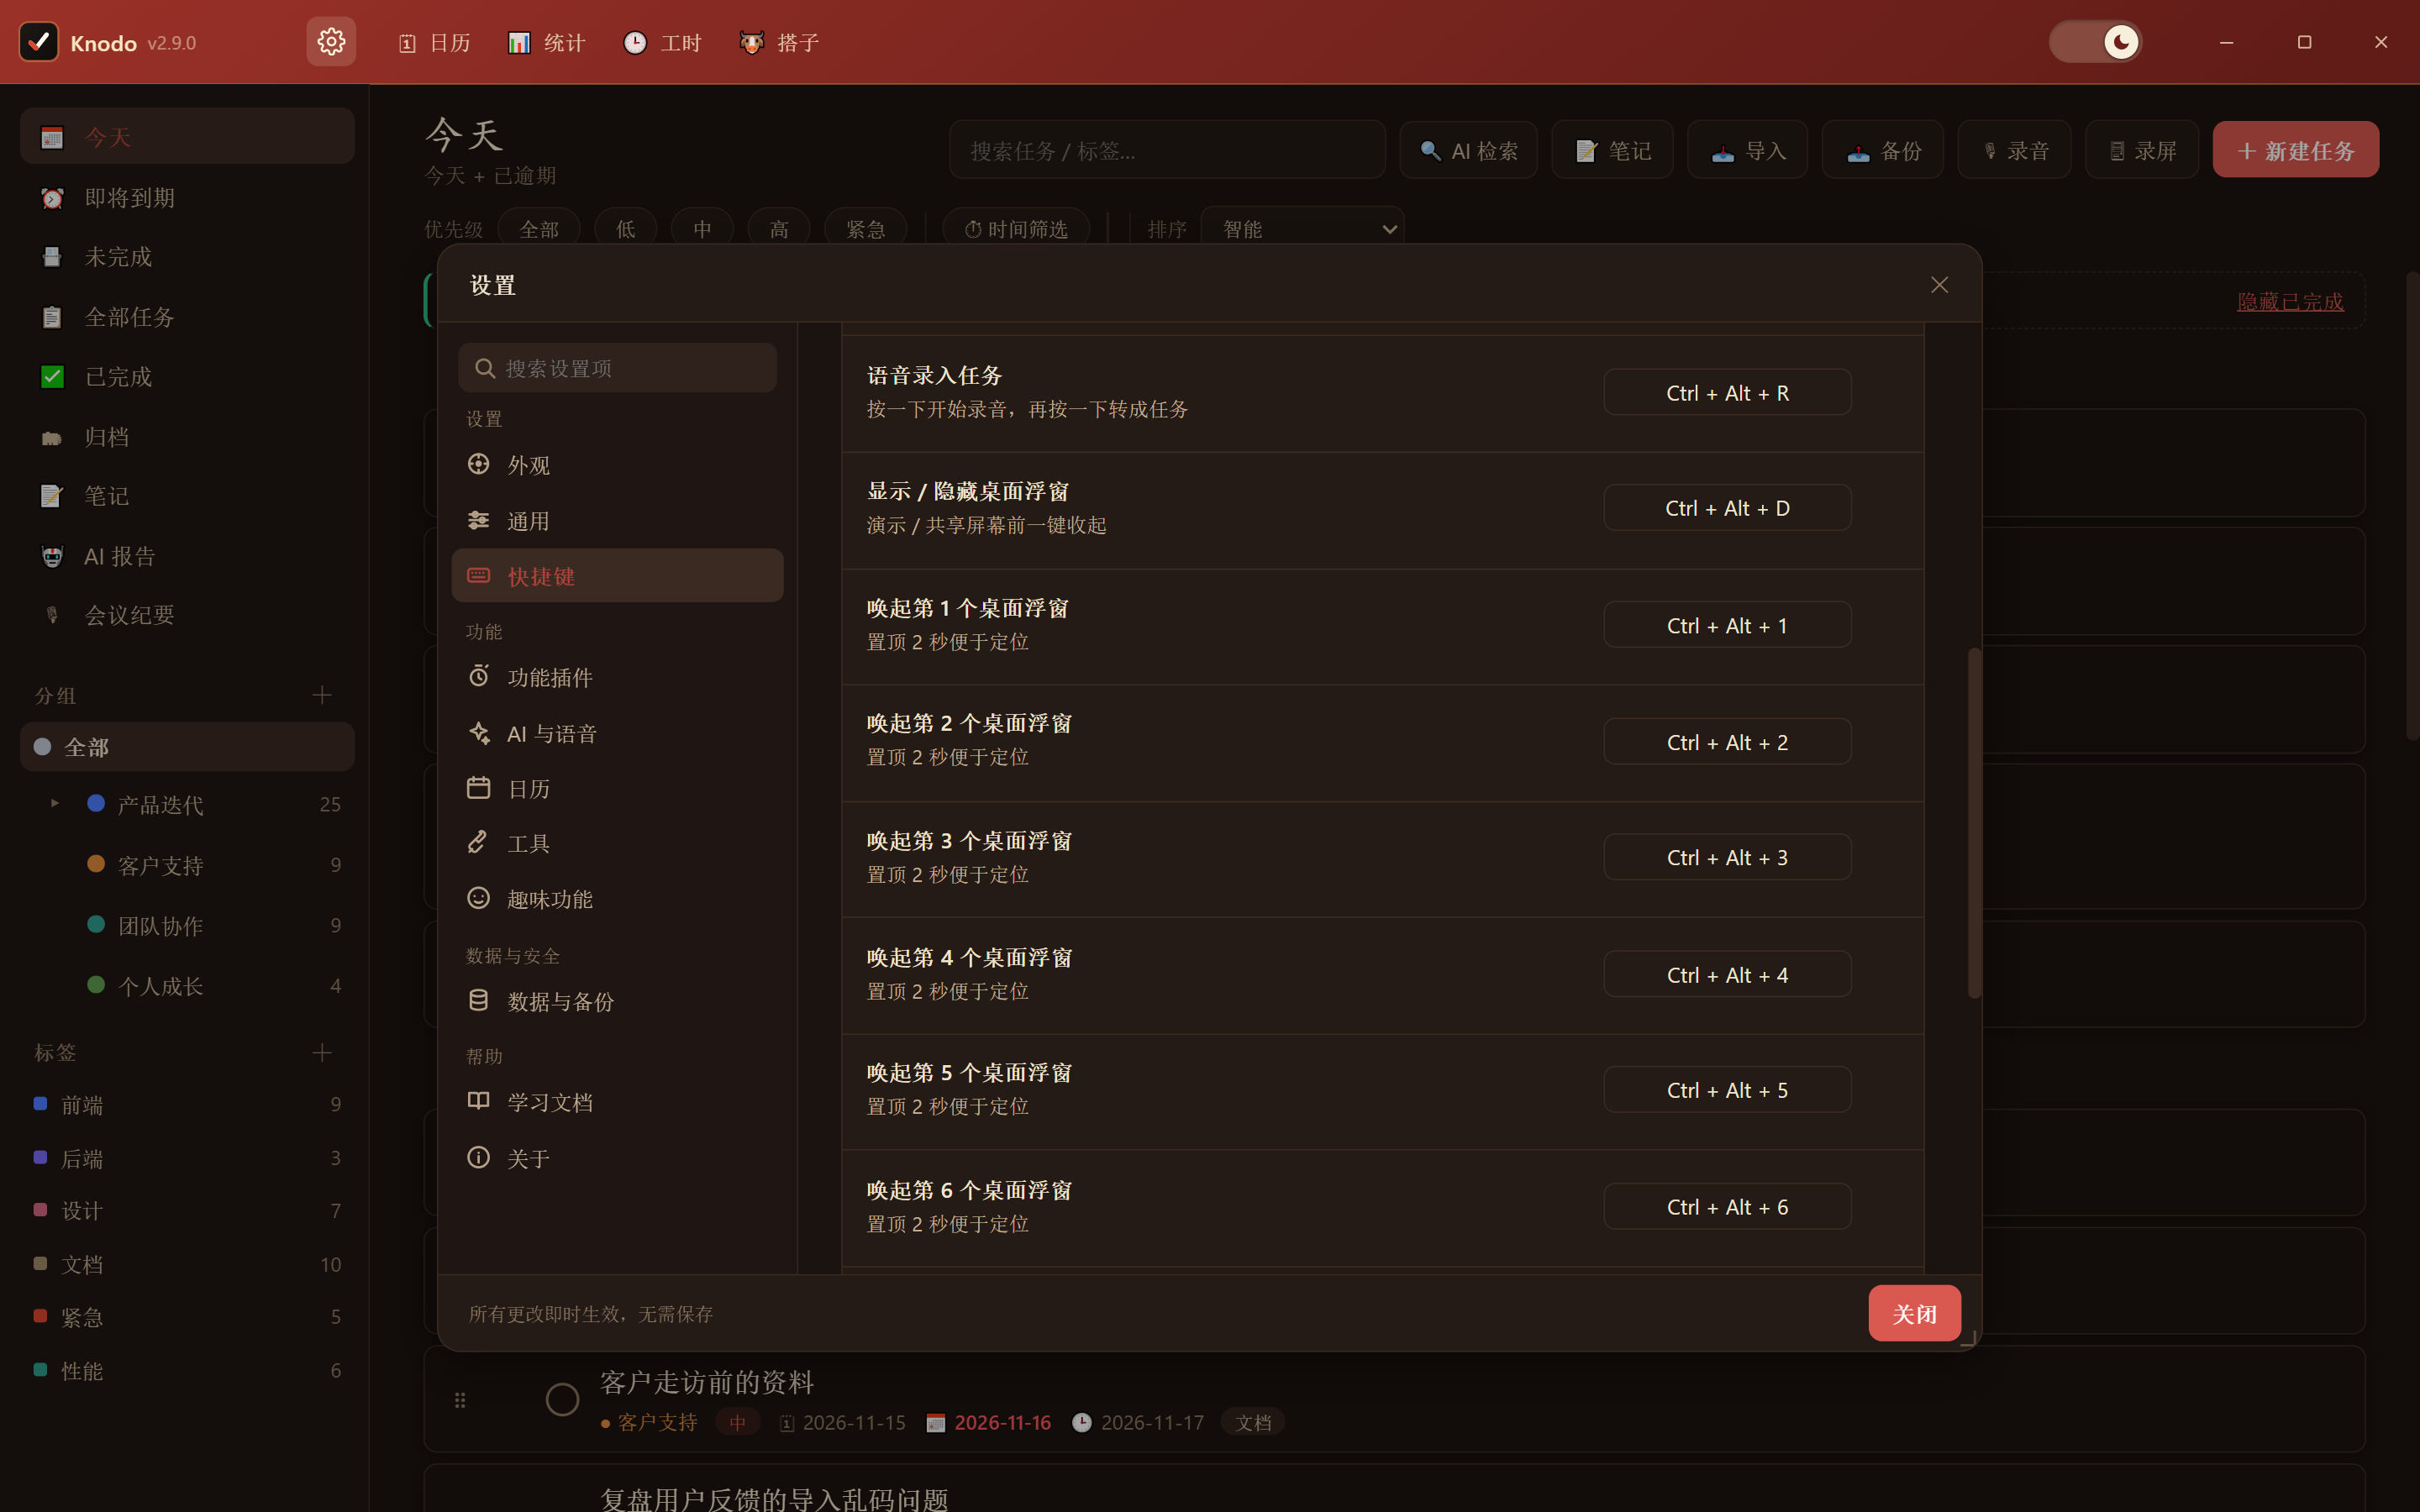 Knodo v2.9.0
日历
统计
工时
搭子
今天
即将到期
未完成
全部任务
已完成
归档
笔记
AI 报告
会议纪要
分组
全部
产品迭代 25
客户支持 9
团队协作 9
个人成长 4
标签
前端 9
后端 3
设计 7
文档 10
紧急 5
性能 6
今天
今天 + 已逾期
搜索任务 / 标签...
AI 检索
笔记
导入
备份
录音
录屏
+ 新建任务
优先级 全部 低 中 高 紧急 时间筛选 排序 智能
隐藏已完成
设置
搜索设置项
设置
外观
通用
快捷键
功能
功能插件
AI 与语音
日历
工具
趣味功能
数据与安全
数据与备份
帮助
学习文档
关于
语音录入任务
按一下开始录音，再按一下转成任务
Ctrl + Alt + R
显示 / 隐藏桌面浮窗
演示 / 共享屏幕前一键收起
Ctrl + Alt + D
唤起第 1 个桌面浮窗
置顶 2 秒便于定位
Ctrl + Alt + 1
唤起第 2 个桌面浮窗
置顶 2 秒便于定位
Ctrl + Alt + 2
唤起第 3 个桌面浮窗
置顶 2 秒便于定位
Ctrl + Alt + 3
唤起第 4 个桌面浮窗
置顶 2 秒便于定位
Ctrl + Alt + 4
唤起第 5 个桌面浮窗
置顶 2 秒便于定位
Ctrl + Alt + 5
唤起第 6 个桌面浮窗
置顶 2 秒便于定位
Ctrl + Alt + 6
所有更改即时生效，无需保存
关闭
客户走访前的资料
客户支持 中 2026-11-15 2026-11-16 2026-11-17 文档
复盘用户反馈的导入乱码问题